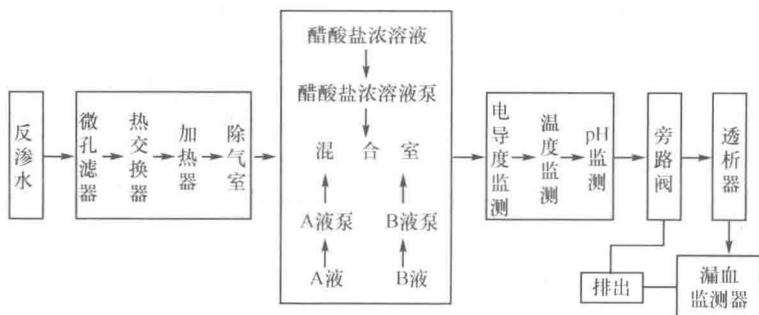 反渗水
微孔滤器
热交换器
加热器
除气室
醋酸盐浓溶液
醋酸盐浓溶液泵
混合室
A液泵
B液泵
A液
B液
电导度监测
温度监测
pH监测
旁路阀
透析器
排出
漏血
监测器